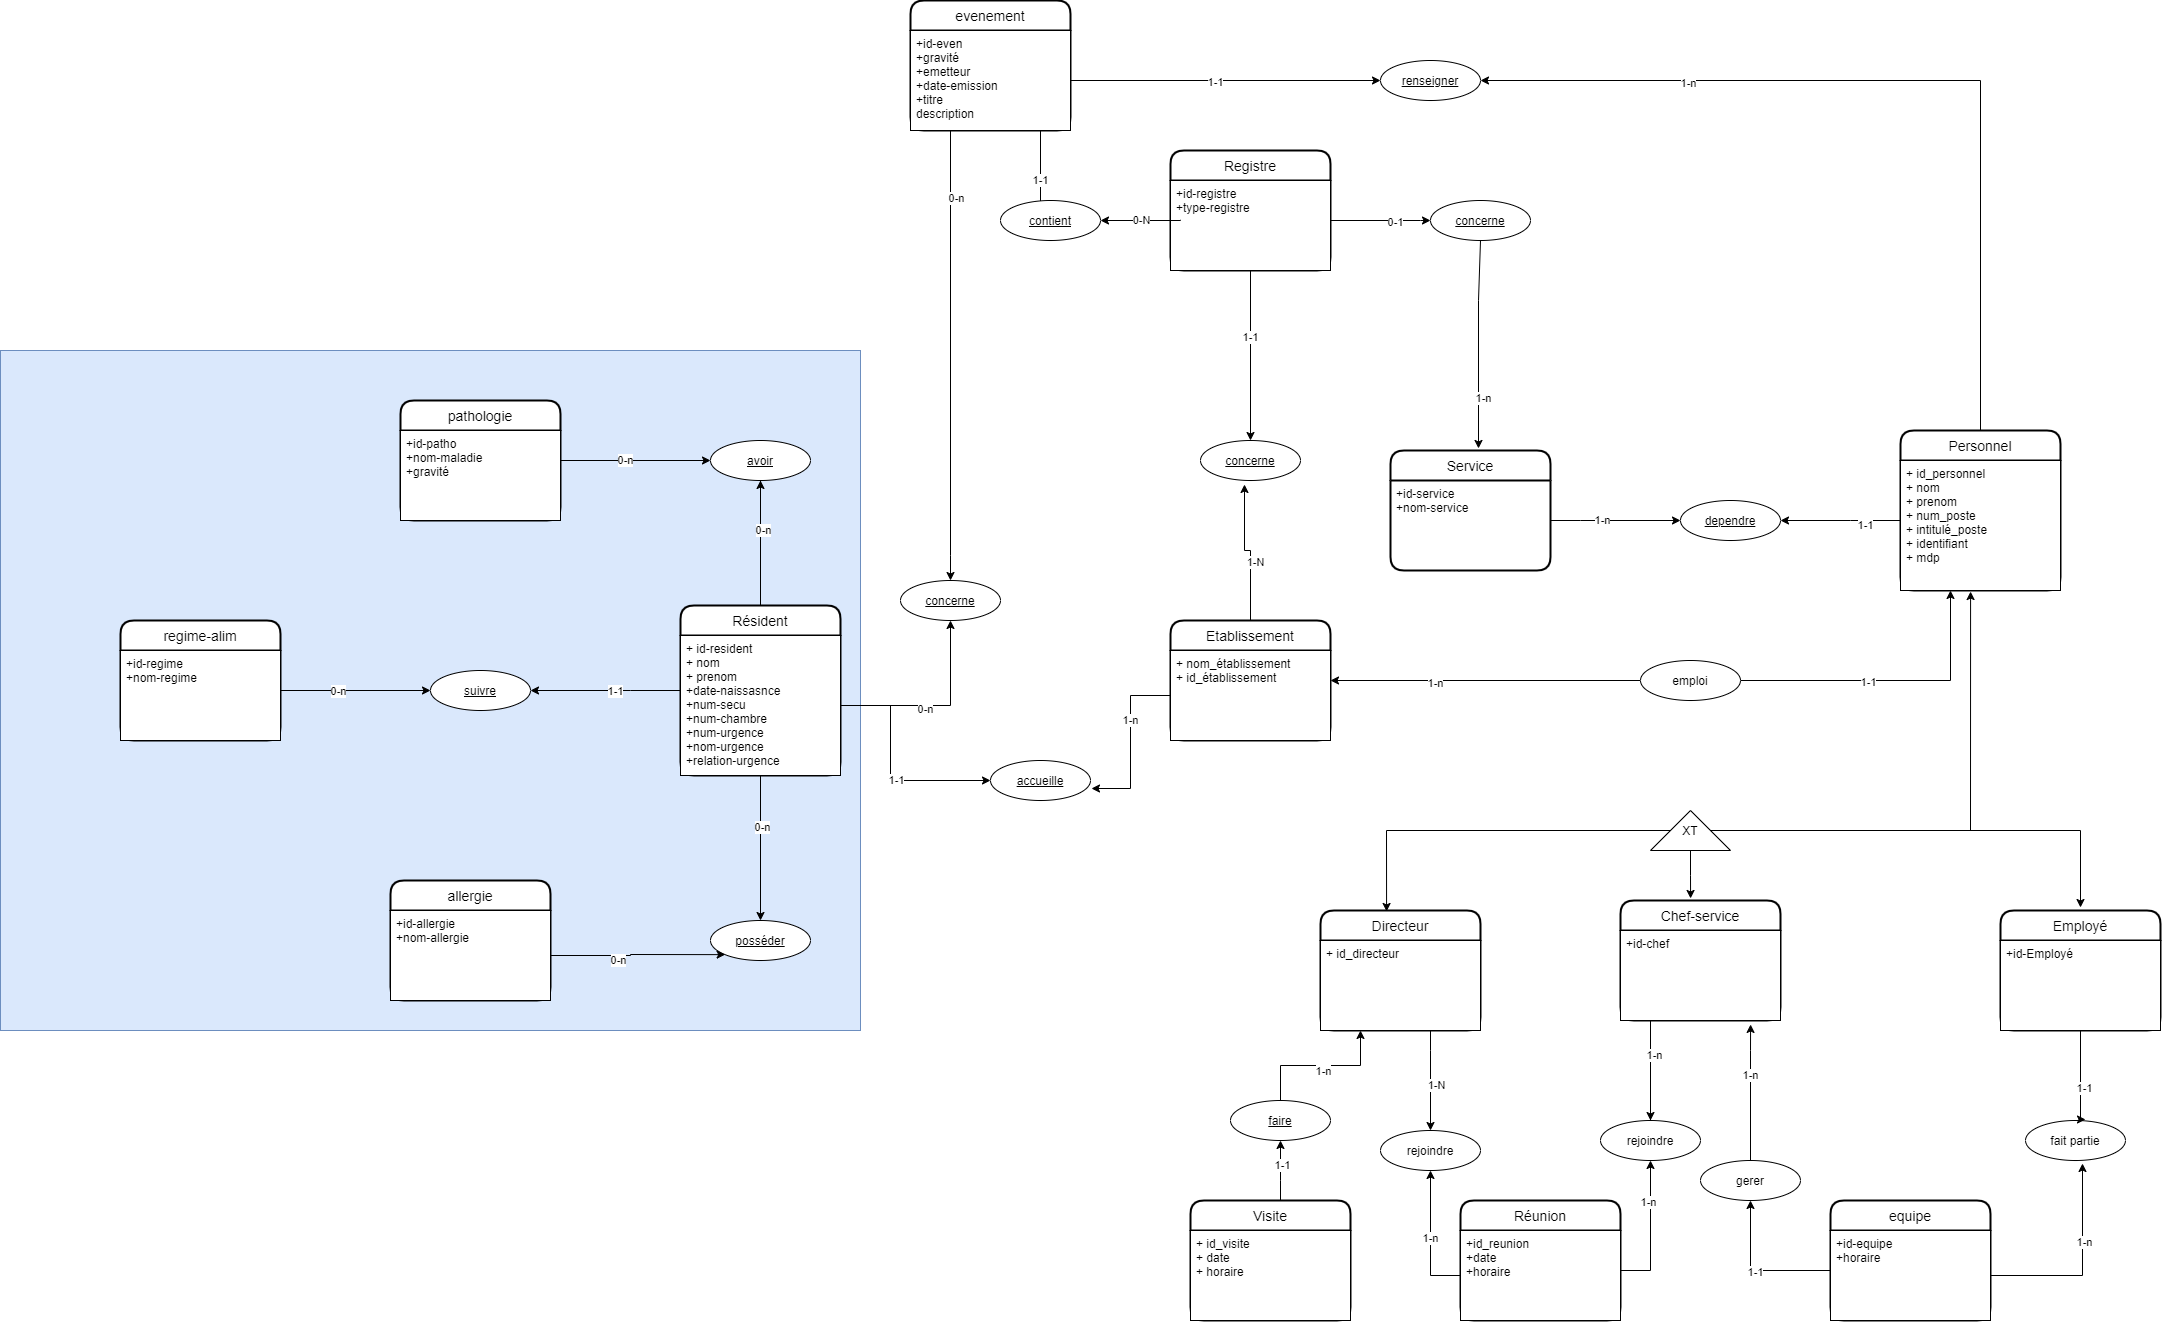 evenement
+id-even
+gravité
+emetteur
+date-emission
+titre
description
1-1
renseigner
1-n
0-n
1-1
contient
0-N
Registre
+id-registre
+type-registre
0-1
concerne
1-1
1-n
concerne
1-N
Service
+id-service
+nom-service
1-n
dependre
1-1
Personnel
+ id_personnel
+ nom
+ prenom
+ num_poste
+ intitulé_poste
+ identifiant
+ mdp
pathologie
+id-patho
+nom-maladie
+gravité
0-n
avoir
0-n
concerne
regime-alim
+id-regime
+nom-regime
0-n
suivre
1-1
Résident
+ id-resident
+ nom
+ prenom
+date-naissasnce
+num-secu
+num-chambre
+num-urgence
+nom-urgence
+relation-urgence
0-n
1-1
accueille
1-n
Etablissement
+ nom_établissement
+ id_établissement
1-n
emploi
1-1
0-n
allergie
+id-allergie
+nom-allergie
0-n
posséder
XT
Directeur
+ id_directeur
Chef-service
+id-chef
Employé
+id-Employé
1-n
1-N
1-n
1-n
1-1
faire
rejoindre
rejoindre
gerer
fait partie
1-1
1-n
1-n
1-1
1-n
Visite
+ id_visite
+ date
+ horaire
Réunion
+id_reunion
+date
+horaire
equipe
+id-equipe
+horaire